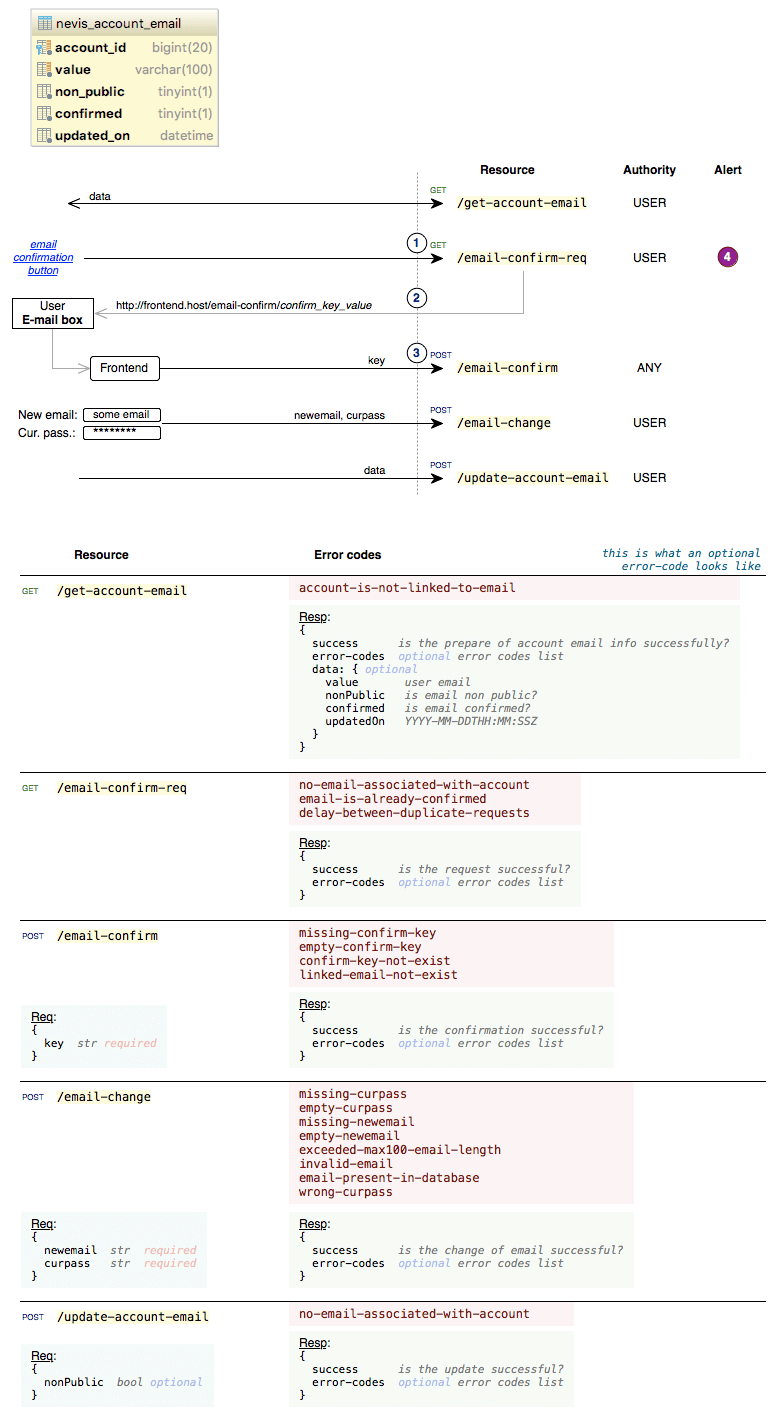 nevis_account_email
account_id bigint(20)
value varchar(100)
non_public tinyint(1)
confirmed tinyint(1)
updated_on datetime
Resource Authority Alert
data GET /get-account-email USER
email
confirmation
button
1 GET /email-confirm-req USER 4
2
http://frontend.host/email-confirm/confirm_key_value
User
E-mail box
Frontend key 3 POST /email-confirm ANY
New email: some email
Cur. pass.: ********
newemail, curpass POST /email-change USER
data POST /update-account-email USER
Resource Error codes this is what an optional
error-code looks like
GET /get-account-email account-is-not-linked-to-email
Resp:
{
success is the prepare of account email info successfully?
error-codes optional error codes list
data: { optional
value user email
nonPublic is email non public?
confirmed is email confirmed?
updatedOn YYYY-MM-DDTHH:MM:SSZ
}
}
GET /email-confirm-req no-email-associated-with-account
email-is-already-confirmed
delay-between-duplicate-requests
Resp:
{
success is the request successful?
error-codes optional error codes list
}
POST /email-confirm missing-confirm-key
empty-confirm-key
confirm-key-not-exist
linked-email-not-exist
Req:
{
key str required
}
Resp:
{
success is the confirmation successful?
error-codes optional error codes list
}
POST /email-change missing-curpass
empty-curpass
missing-newemail
empty-newemail
exceeded-max100-email-length
invalid-email
email-present-in-database
wrong-curpass
Req:
{
newemail str required
curpass str required
}
Resp:
{
success is the change of email successful?
error-codes optional error codes list
}
POST /update-account-email no-email-associated-with-account
Req:
{
nonPublic bool optional
}
Resp:
{
success is the update successful?
error-codes optional error codes list
}